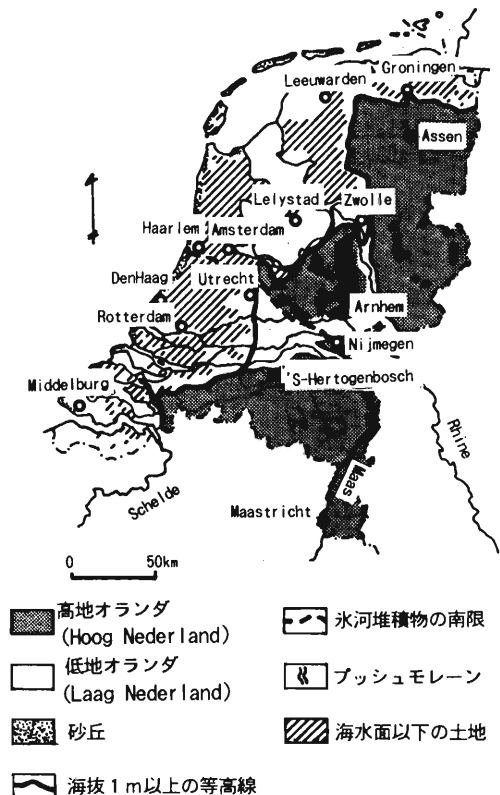 Groningen
Leeuwarden
Assen
Lelystad
Zwolle
Haarlem
Amsterdam
DenHaag
Utrecht
Arnhem
Rotterdam
Nijmegen
'S-Hertogenbosch
Middelburg
Rhine
Maas
Schelde
Maastricht
0 50km
高地オランダ
(Hoog Nederland)
氷河堆積物の南限
低地オランダ
(Laag Nederland)
プッシュモレーン
砂丘
海水面以下の土地
海抜1m以上の等高線